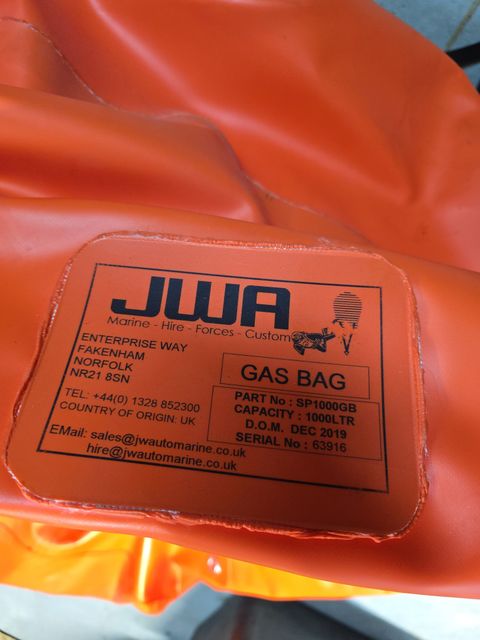 JWA
Marine - Hire - Forces - Custom
ENTERPRISE WAY
FAKENHAM
NORFOLK
NR21 8SN
TEL: +44(0) 1328 852300
COUNTRY OF ORIGIN: UK
EMail: sales@jwautomarine.co.uk
hire@jwautomarine.co.uk
GAS BAG
PART No : SP1000GB
CAPACITY : 1000LTR
D.O.M. DEC 2019
SERIAL No : 63916